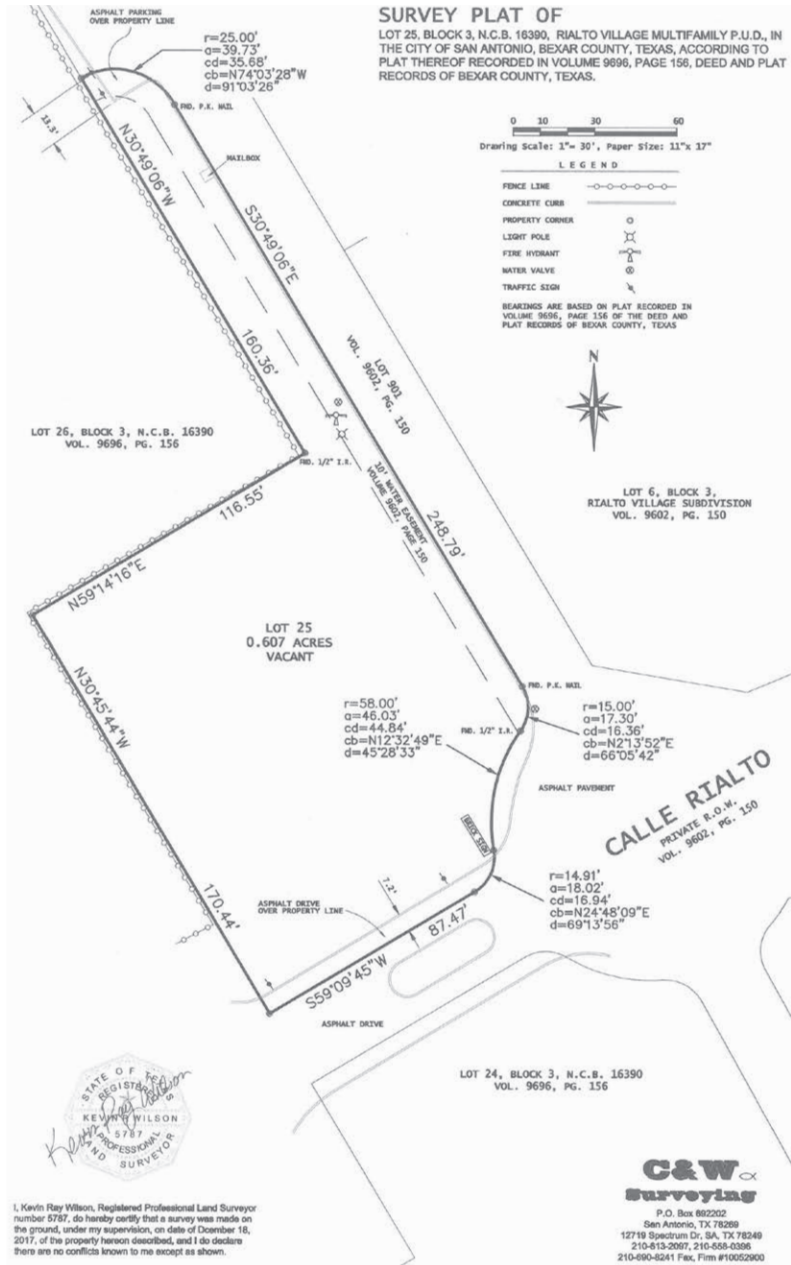 SURVEY PLAT OF
LOT 25, BLOCK 3, N.C.B. 16390, RIALTO VILLAGE MULTIFAMILY P.U.D., IN
THE CITY OF SAN ANTONIO, BEXAR COUNTY, TEXAS, ACCORDING TO
PLAT THEREOF RECORDED IN VOLUME 9696, PAGE 156, DEED AND PLAT
RECORDS OF BEXAR COUNTY, TEXAS.
0 10 30 60
Drawing Scale: 1"= 30', Paper Size: 11"x 17"
LEGEND
FENCE LINE
CONCRETE CURB
PROPERTY CORNER
LIGHT POLE
FIRE HYDRANT
WATER VALVE
TRAFFIC SIGN
BEARINGS ARE BASED ON PLAT RECORDED IN
VOLUME 9696, PAGE 156 OF THE DEED AND
PLAT RECORDS OF BEXAR COUNTY, TEXAS
N
ASPHALT PARKING
OVER PROPERTY LINE
r=25.00'
a=39.73'
cd=35.68'
cb=N74°03'28"W
d=91°03'26"
FND. P.K. NAIL
13.3'
MAILBOX
N30°49'06"W
160.36'
S30°49'06"E
248.79'
LOT 901
VOL. 9602, PG. 150
LOT 26, BLOCK 3, N.C.B. 16390
VOL. 9696, PG. 156
FND. 1/2" I.R.
10' WATER EASEMENT
VOLUME 9602, PAGE 150
LOT 6, BLOCK 3,
RIALTO VILLAGE SUBDIVISION
VOL. 9602, PG. 150
116.55'
N59°14'16"E
LOT 25
0.607 ACRES
VACANT
N30°45'44"W
170.44'
FND. P.K. NAIL
r=58.00'
a=46.03'
cd=44.84'
cb=N12°32'49"E
d=45°28'33"
FND. 1/2" I.R.
r=15.00'
a=17.30'
cd=16.36'
cb=N2°13'52"E
d=66°05'42"
ASPHALT PAVEMENT
CALLE RIALTO
PRIVATE R.O.W.
VOL. 9602, PG. 150
BRICK SIGN
r=14.91'
a=18.02'
cd=16.94'
cb=N24°48'09"E
d=69°13'56"
7.2'
ASPHALT DRIVE
OVER PROPERTY LINE
87.47'
S59°09'45"W
ASPHALT DRIVE
LOT 24, BLOCK 3, N.C.B. 16390
VOL. 9696, PG. 156
STATE OF TEXAS
REGISTERED
KEVIN R WILSON
5787
PROFESSIONAL
LAND SURVEYOR
Kevin Ray Wilson
I, Kevin Ray Wilson, Registered Professional Land Surveyor
number 5787, do hereby certify that a survey was made on
the ground, under my supervision, on date of Dcember 18,
2017, of the property hereon described, and I do declare
there are no conflicts known to me except as shown.
C&W
Surveying
P.O. Box 692202
San Antonio, TX 78269
12719 Spectrum Dr, SA, TX 78249
210-613-2097, 210-558-0396
210-690-8241 Fax, Firm #10052900